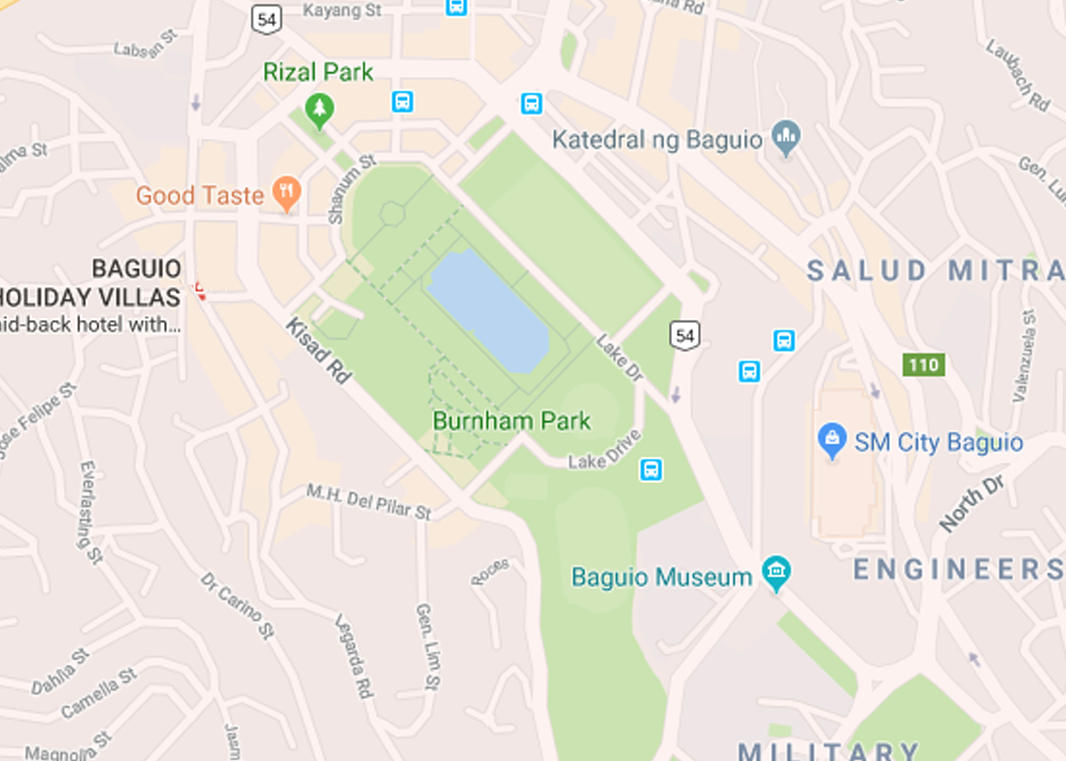 54
Kayang St
Labsan St
Rizal Park
Laubach Rd
Katedral ng Baguio
Shanum St
Good Taste
BAGUIO
HOLIDAY VILLAS
aid-back hotel with...
SALUD MITRA
Kisad Rd
Lake Dr
54
110
Valenzuela St
Burnham Park
Lake Drive
SM City Baguio
Everlasting St
M.H. Del Pilar St
North Dr
Roces
Baguio Museum
ENGINEERS
Dr Carino St
Legarda Rd
Gen. Lim St
Dahlia St
Camella St
Magnolia St
Jasm
MILITARY